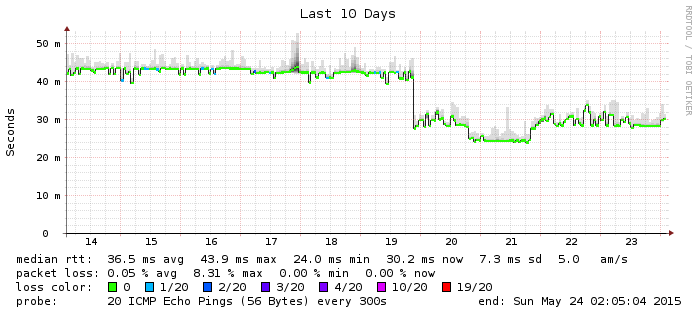 Last 10 Days
RRDTOOL / TOBI OETIKER
Seconds
50 m
40 m
30 m
20 m
10 m
0
14 15 16 17 18 19 20 21 22 23
median rtt: 36.5 ms avg 43.9 ms max 24.0 ms min 30.2 ms now 7.3 ms sd 5.0 am/s
packet loss: 0.05 % avg 8.31 % max 0.00 % min 0.00 % now
loss color: 0 1/20 2/20 3/20 4/20 10/20 19/20
probe: 20 ICMP Echo Pings (56 Bytes) every 300s end: Sun May 24 02:05:04 2015